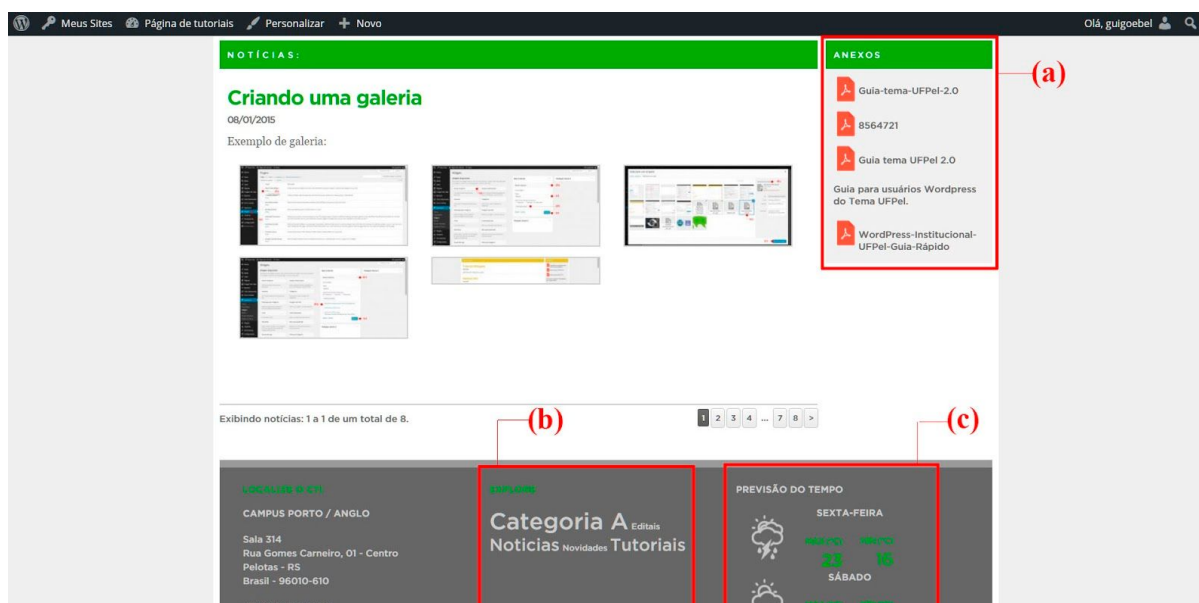 Meus Sites Página de tutoriais Personalizar Novo Olá, guigoebel
NOTÍCIAS:
Criando uma galeria
08/01/2015
Exemplo de galeria:
Exibindo notícias: 1 a 1 de um total de 8.
1 2 3 4 ... 7 8 >
ANEXOS
(a)
Guia-tema-UFPel-2.0
8564721
Guia tema UFPel 2.0
Guia para usuários Wordpress
do Tema UFPel.
WordPress-Institucional-
UFPel-Guia-Rápido
CAMPUS PORTO / ANGLO
Sala 314
Rua Gomes Carneiro, 01 - Centro
Pelotas - RS
Brasil - 96010-610
(b)
Categoria A Editais
Noticias Novidades Tutoriais
(c)
PREVISÃO DO TEMPO
SEXTA-FEIRA
23 16
SÁBADO